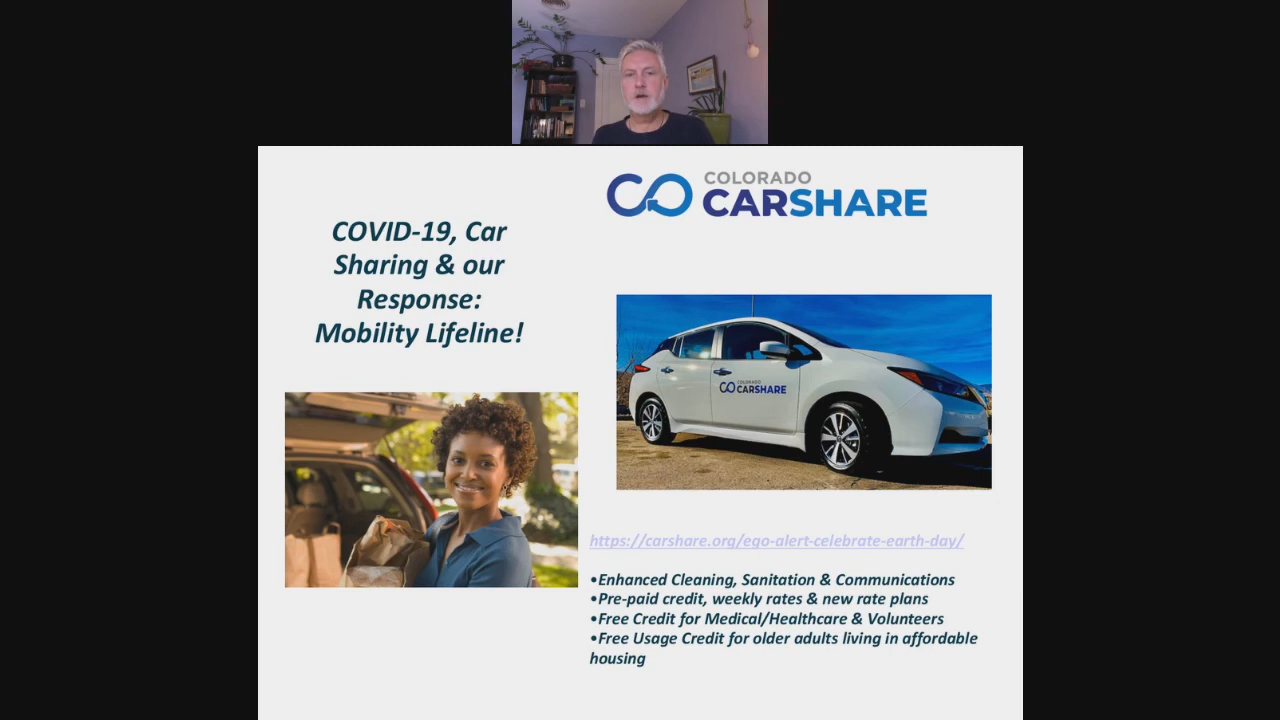 COLORADO
CARSHARE
COVID-19, Car
Sharing & our
Response:
Mobility Lifeline!
COLORADO
CARSHARE
https://carshare.org/ego-alert-celebrate-earth-day/
•Enhanced Cleaning, Sanitation & Communications
•Pre-paid credit, weekly rates & new rate plans
•Free Credit for Medical/Healthcare & Volunteers
•Free Usage Credit for older adults living in affordable
housing